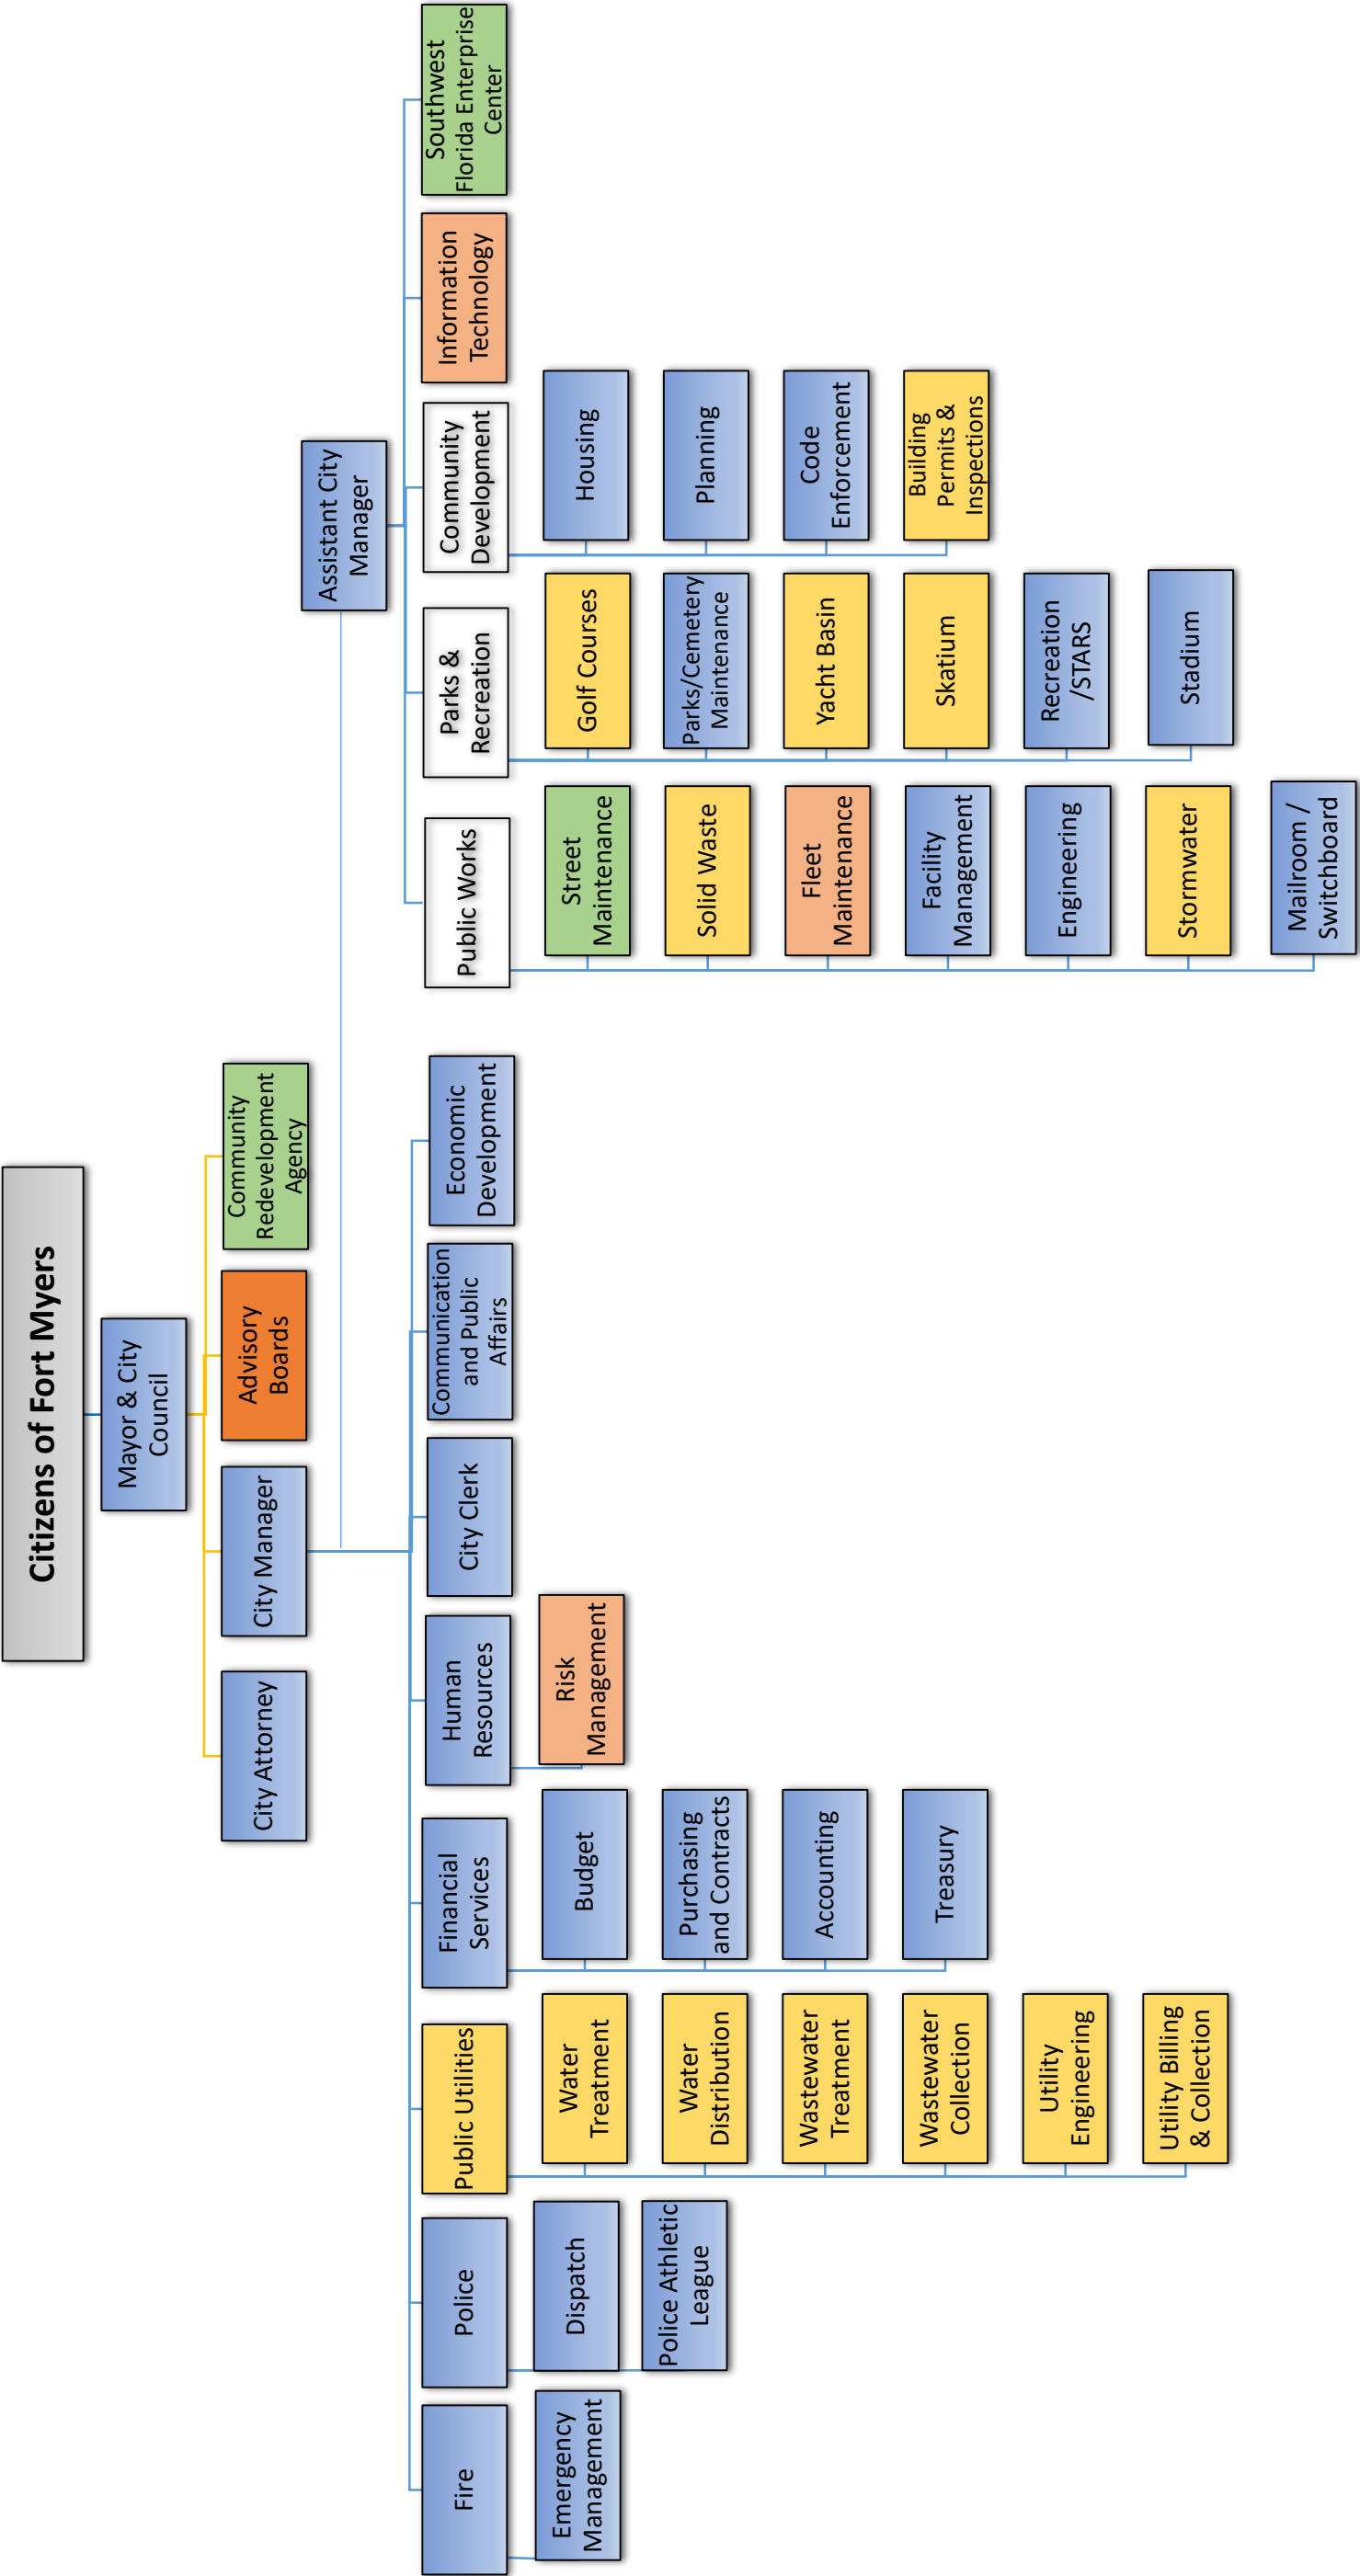 Citizens of Fort Myers
Mayor & City
Council
City Attorney
City Manager
Advisory
Boards
Community
Redevelopment
Agency
Assistant City
Manager
Fire
Police
Public Utilities
Financial
Services
Human
Resources
City Clerk
Communication
and Public
Affairs
Economic
Development
Public Works
Parks &
Recreation
Community
Development
Information
Technology
Southwest
Florida Enterprise
Center
Emergency
Management
Dispatch
Police Athletic
League
Water
Treatment
Water
Distribution
Wastewater
Treatment
Wastewater
Collection
Utility
Engineering
Utility Billing
& Collection
Budget
Purchasing
and Contracts
Accounting
Treasury
Risk
Management
Street
Maintenance
Solid Waste
Fleet
Maintenance
Facility
Management
Engineering
Stormwater
Mailroom /
Switchboard
Golf Courses
Parks/Cemetery
Maintenance
Yacht Basin
Skatium
Recreation
/STARS
Stadium
Housing
Planning
Code
Enforcement
Building
Permits &
Inspections